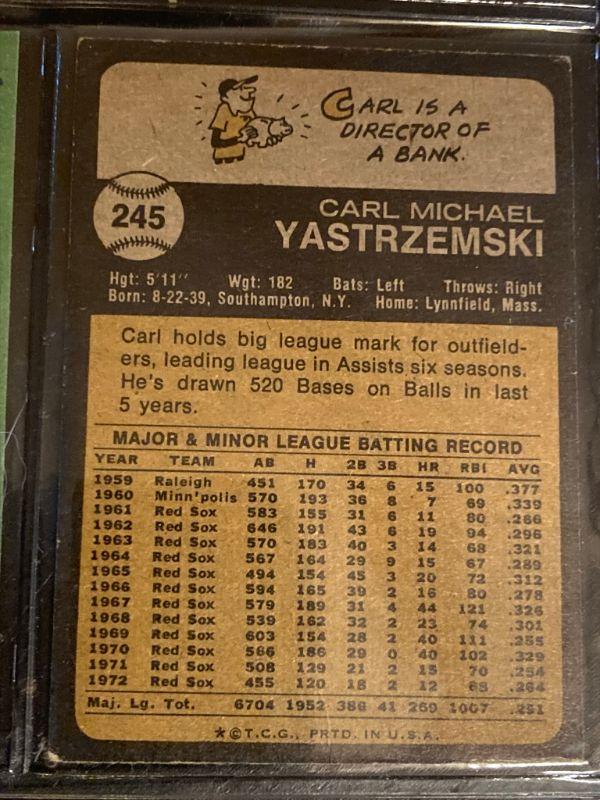 CARL IS A
DIRECTOR OF
A BANK.
245
CARL MICHAEL
YASTRZEMSKI
Hgt: 5'11" Wgt: 182 Bats: Left Throws: Right
Born: 8-22-39, Southampton, N.Y. Home: Lynnfield, Mass.
Carl holds big league mark for outfield-
ers, leading league in Assists six seasons.
He's drawn 520 Bases on Balls in last
5 years.
MAJOR & MINOR LEAGUE BATTING RECORD
YEAR TEAM AB H 2B 3B HR RBI AVG
1959 Raleigh 451 170 34 6 15 100 .377
1960 Minn'polis 570 193 36 8 7 69 .339
1961 Red Sox 583 155 31 6 11 80 .266
1962 Red Sox 646 191 43 6 19 94 .296
1963 Red Sox 570 183 40 3 14 68 .321
1964 Red Sox 567 164 29 9 15 67 .289
1965 Red Sox 494 154 45 3 20 72 .312
1966 Red Sox 594 165 39 2 16 80 .278
1967 Red Sox 579 189 31 4 44 121 .326
1968 Red Sox 539 162 32 2 23 74 .301
1969 Red Sox 603 154 28 2 40 111 .255
1970 Red Sox 566 186 29 0 40 102 .329
1971 Red Sox 508 129 21 2 15 70 .254
1972 Red Sox 455 120 18 2 12 68 .264
Maj. Lg. Tot. 6704 1952 386 41 269 1007 .291
*©T.C.G., PRTD. IN U.S.A.